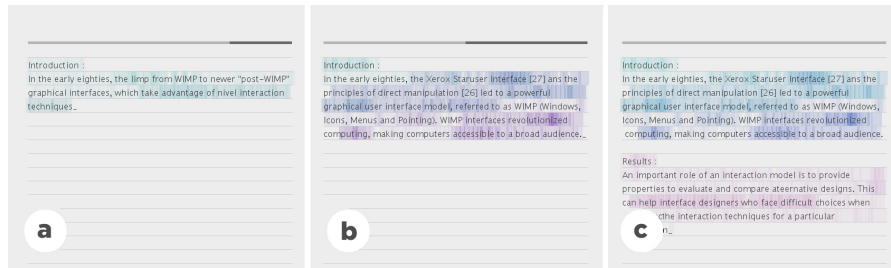 Introduction :
In the early eighties, the limp from WIMP to newer "post-WIMP"
graphical interfaces, which take advantage of nivel interaction
techniques_
a
Introduction :
In the early eighties, the Xerox Staruser Interface [27] ans the
principles of direct manipulation [26] led to a powerful
graphical user interface model, referred to as WIMP (Windows,
Icons, Menus and Pointing). WIMP interfaces revolutionized
computing, making computers accessible to a broad audience._
b
Introduction :
In the early eighties, the Xerox Staruser Interface [27] ans the
principles of direct manipulation [26] led to a powerful
graphical user interface model, referred to as WIMP (Windows,
Icons, Menus and Pointing). WIMP interfaces revolutionized
computing, making computers accessible to a broad audience.
Results :
An important role of an interaction model is to provide
properties to evaluate and compare ateernative designs. This
can help interface designers who face difficult choices when
the interaction techniques for a particular
c